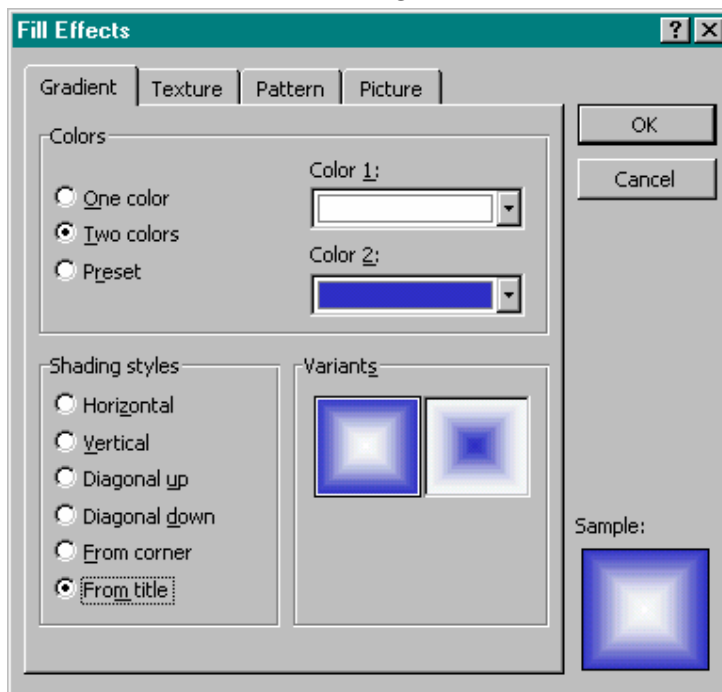 Fill Effects
Gradient Texture Pattern Picture
OK
Cancel
Colors
One color
Two colors
Preset
Color 1:
Color 2:
Shading styles
Horizontal
Vertical
Diagonal up
Diagonal down
From corner
From title
Variants
Sample: